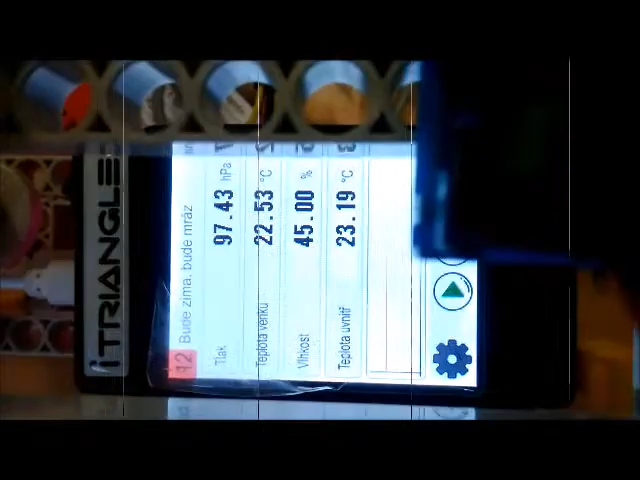 iTRIANGLE
12 Bude zima, bude mráz
Tlak 97.43 hPa
Teplota venku 22.53 °C
Vlhkost 45.00 %
Teplota uvnitř 23.19 °C